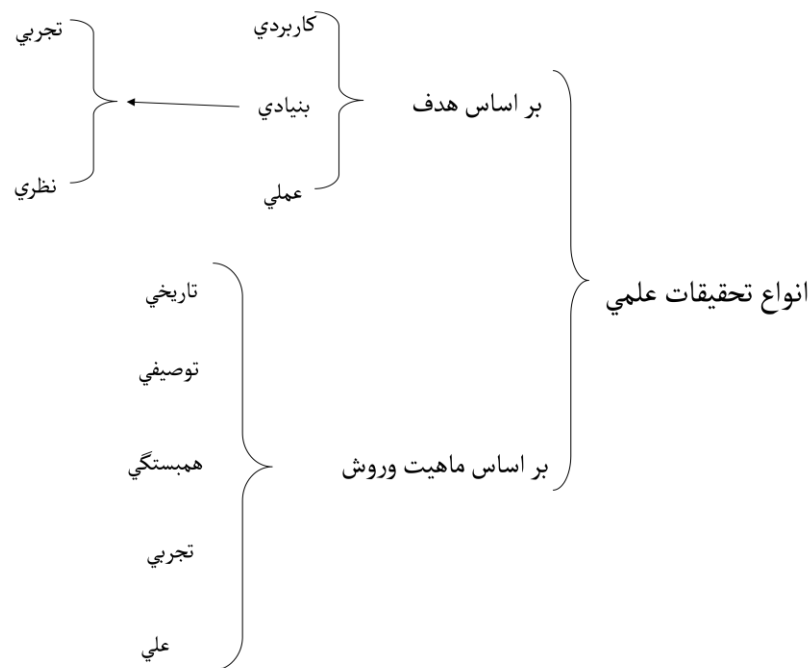 انواع تحقيقات علمي
بر اساس هدف
كاربردي
بنيادي
عملي
تجربي
نظري
بر اساس ماهيت وروش
تاريخي
توصيفي
همبستگي
تجربي
علي